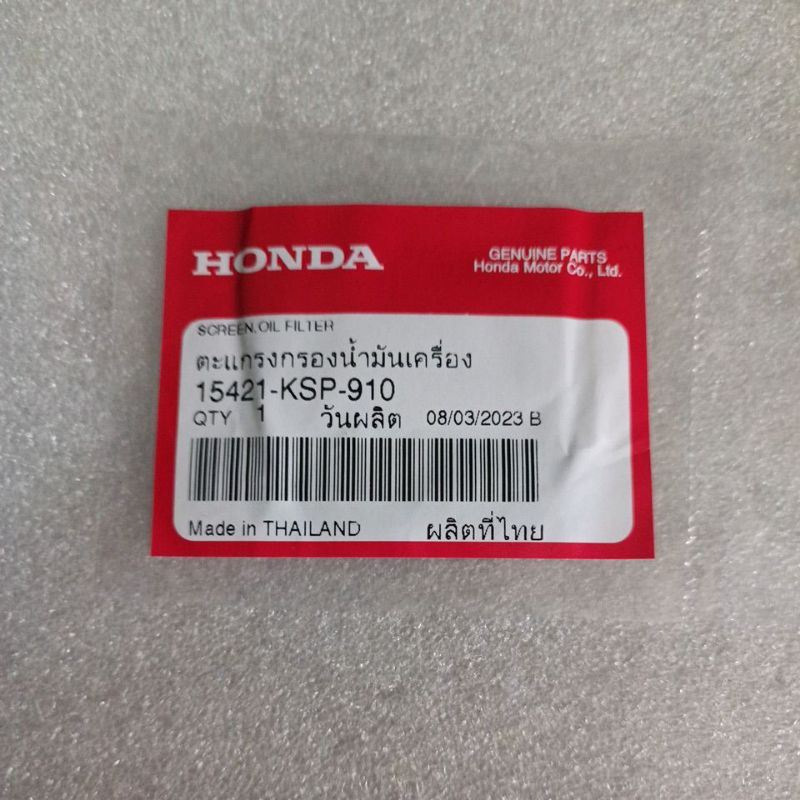 HONDA
GENUINE PARTS
Honda Motor Co., Ltd.
SCREEN,OIL FILTER
ตะแกรงกรองน้ำมันเครื่อง
15421-KSP-910
QTY 1 วันผลิต 08/03/2023 B
Made in THAILAND ผลิตที่ไทย